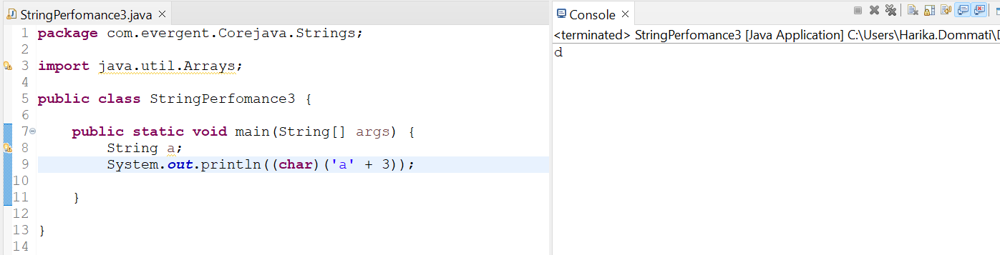 StringPerfomance3.java
1 package com.evergent.Corejava.Strings;
2
3 import java.util.Arrays;
4
5 public class StringPerfomance3 {
6
7 public static void main(String[] args) {
8 String a;
9 System.out.println((char)('a' + 3));
10
11 }
12
13 }
14
Console
<terminated> StringPerfomance3 [Java Application] C:\Users\Harika.Dommati\
d